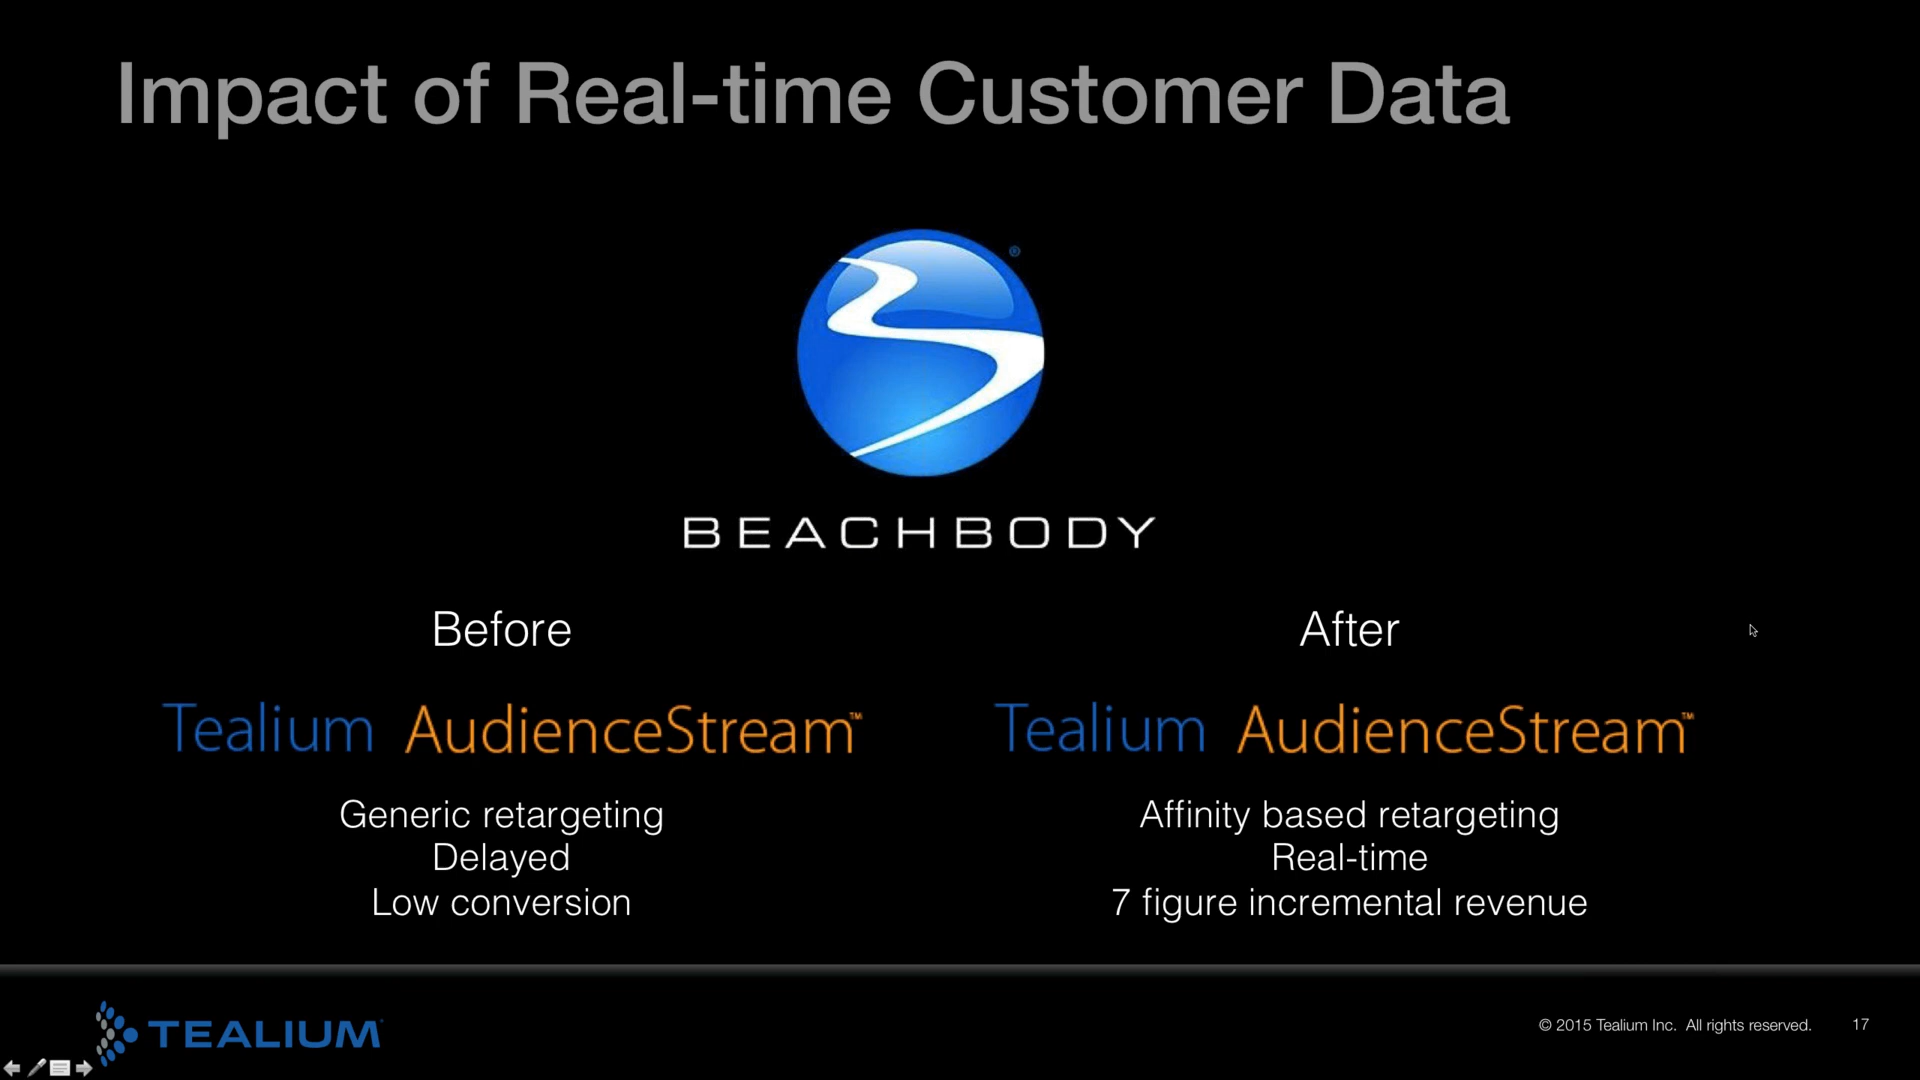 Impact of Real-time Customer Data
®
BEACHBODY
Before
After
Tealium AudienceStream™
Tealium AudienceStream™
Generic retargeting
Delayed
Low conversion
Affinity based retargeting
Real-time
7 figure incremental revenue
TEALIUM
© 2015 Tealium Inc. All rights reserved.
17